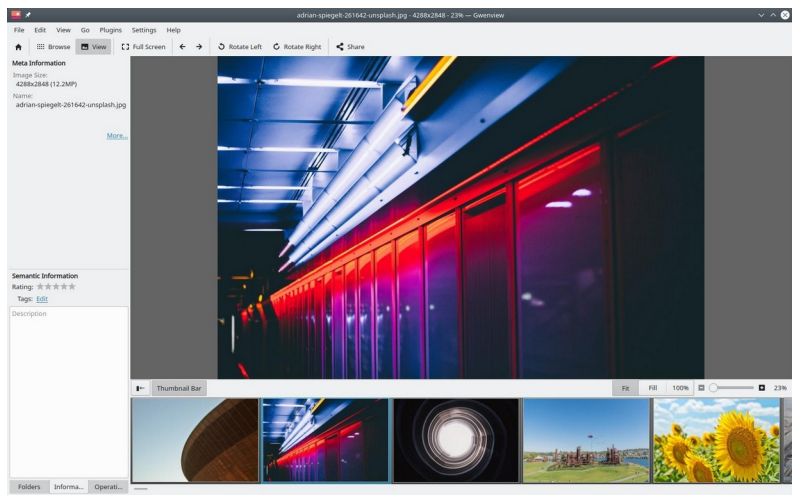 adrian-spiegelt-261642-unsplash.jpg - 4288x2848 - 23% — Gwenview
File Edit View Go Plugins Settings Help
Browse View Full Screen Rotate Left Rotate Right Share
Meta Information
Image Size:
4288x2848 (12.2MP)
Name:
adrian-spiegelt-261642-unsplash.jpg
More...
Semantic Information
Rating:
Tags: Edit
Description
Thumbnail Bar Fit Fill 100% 23%
Folders Informa... Operati...